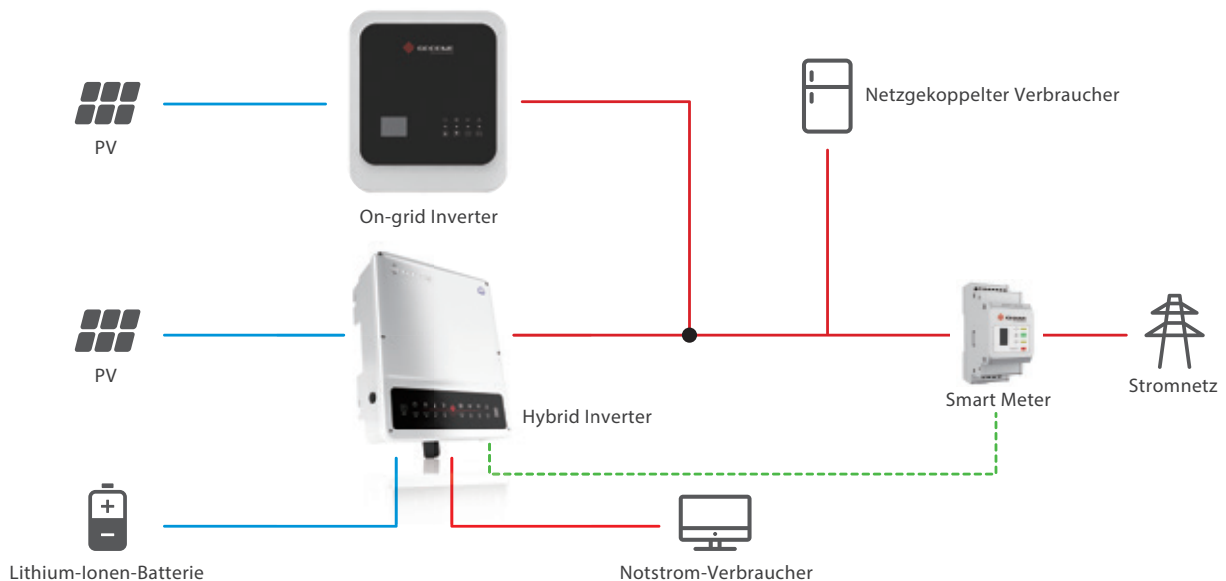 PV
On-grid Inverter
Netzgekoppelter Verbraucher
PV
Hybrid Inverter
Smart Meter
Stromnetz
Lithium-Ionen-Batterie
Notstrom-Verbraucher